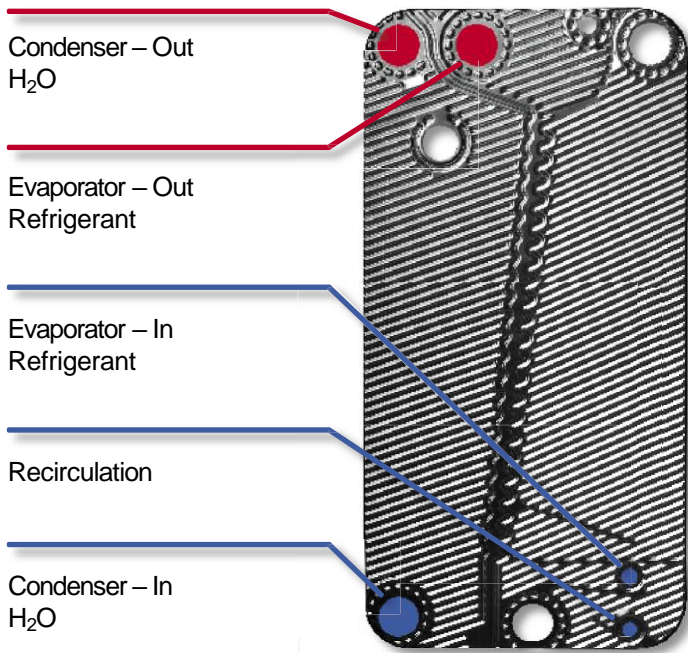 Condenser – Out
H₂O
Evaporator – Out
Refrigerant
Evaporator – In
Refrigerant
Recirculation
Condenser – In
H₂O